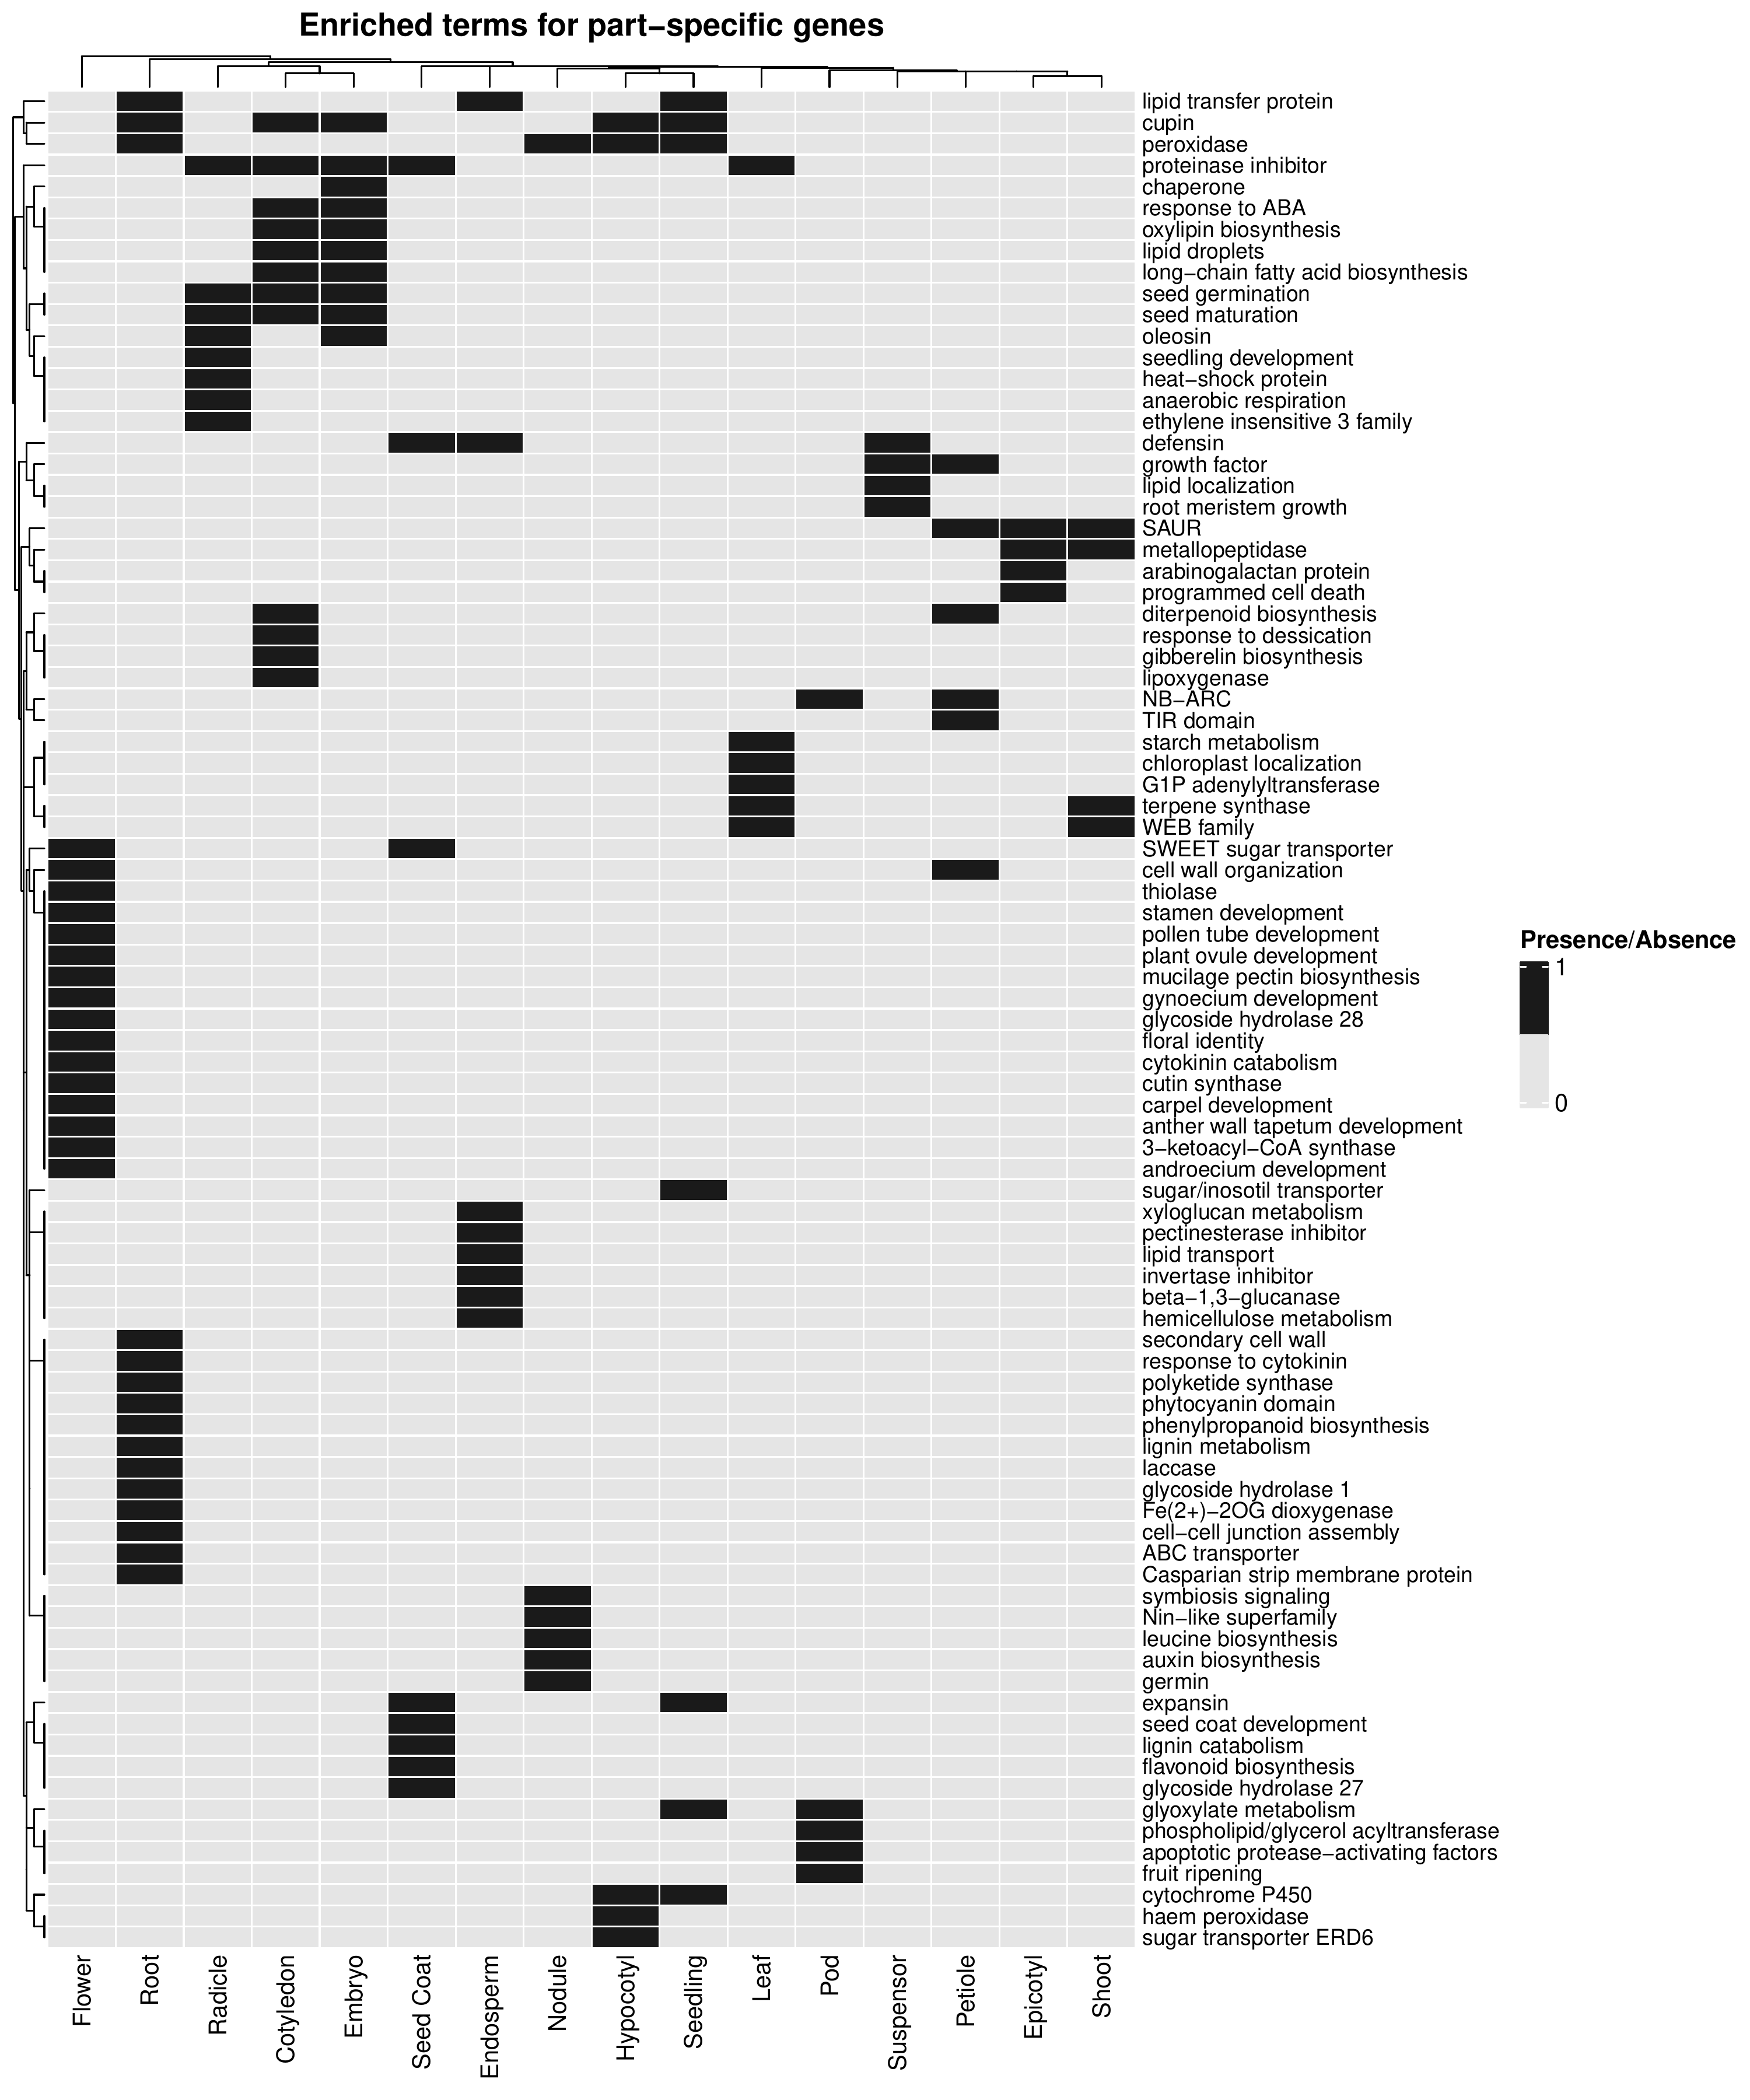 Enriched terms for part−specific genes
lipid transfer protein
cupin
peroxidase
proteinase inhibitor
chaperone
response to ABA
oxylipin biosynthesis
lipid droplets
long−chain fatty acid biosynthesis
seed germination
seed maturation
oleosin
seedling development
heat−shock protein
anaerobic respiration
ethylene insensitive 3 family
defensin
growth factor
lipid localization
root meristem growth
SAUR
metallopeptidase
arabinogalactan protein
programmed cell death
diterpenoid biosynthesis
response to dessication
gibberelin biosynthesis
lipoxygenase
NB−ARC
TIR domain
starch metabolism
chloroplast localization
G1P adenylyltransferase
terpene synthase
WEB family
SWEET sugar transporter
cell wall organization
thiolase
stamen development
pollen tube development
plant ovule development
mucilage pectin biosynthesis
gynoecium development
glycoside hydrolase 28
floral identity
cytokinin catabolism
cutin synthase
carpel development
anther wall tapetum development
3−ketoacyl−CoA synthase
androecium development
sugar/inosotil transporter
xyloglucan metabolism
pectinesterase inhibitor
lipid transport
invertase inhibitor
beta−1,3−glucanase
hemicellulose metabolism
secondary cell wall
response to cytokinin
polyketide synthase
phytocyanin domain
phenylpropanoid biosynthesis
lignin metabolism
laccase
glycoside hydrolase 1
Fe(2+)−2OG dioxygenase
cell−cell junction assembly
ABC transporter
Casparian strip membrane protein
symbiosis signaling
Nin−like superfamily
leucine biosynthesis
auxin biosynthesis
germin
expansin
seed coat development
lignin catabolism
flavonoid biosynthesis
glycoside hydrolase 27
glyoxylate metabolism
phospholipid/glycerol acyltransferase
apoptotic protease−activating factors
fruit ripening
cytochrome P450
haem peroxidase
sugar transporter ERD6
Presence/Absence
1
0
Flower
Root
Radicle
Cotyledon
Embryo
Seed Coat
Endosperm
Nodule
Hypocotyl
Seedling
Leaf
Pod
Suspensor
Petiole
Epicotyl
Shoot